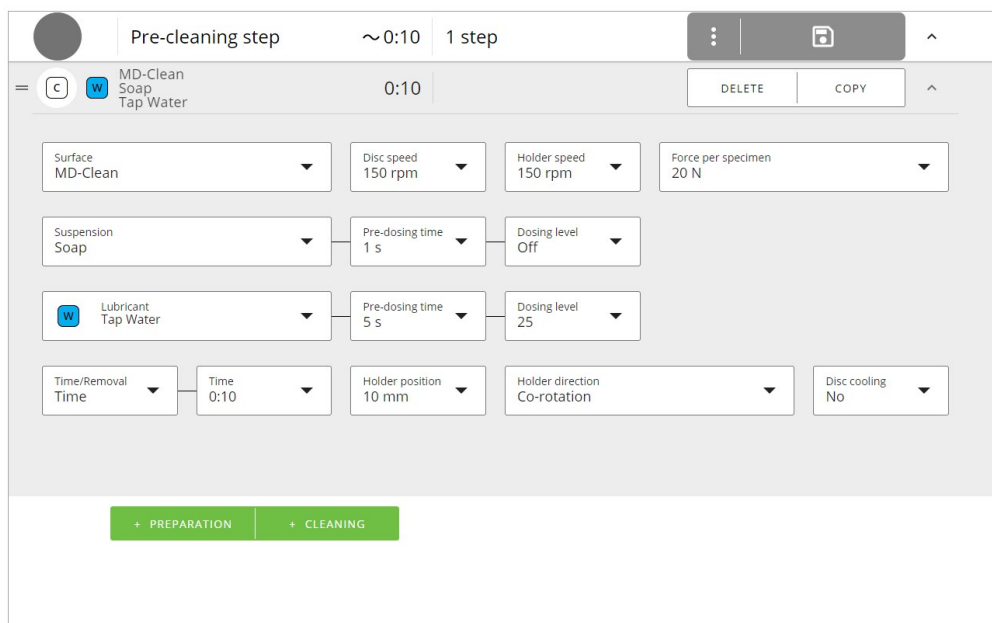 Pre-cleaning step ~0:10 1 step
C W MD-Clean
Soap
Tap Water
0:10
DELETE COPY
Surface
MD-Clean
Disc speed
150 rpm
Holder speed
150 rpm
Force per specimen
20 N
Suspension
Soap
Pre-dosing time
1 s
Dosing level
Off
W
Lubricant
Tap Water
Pre-dosing time
5 s
Dosing level
25
Time/Removal
Time
Time
0:10
Holder position
10 mm
Holder direction
Co-rotation
Disc cooling
No
+ PREPARATION + CLEANING